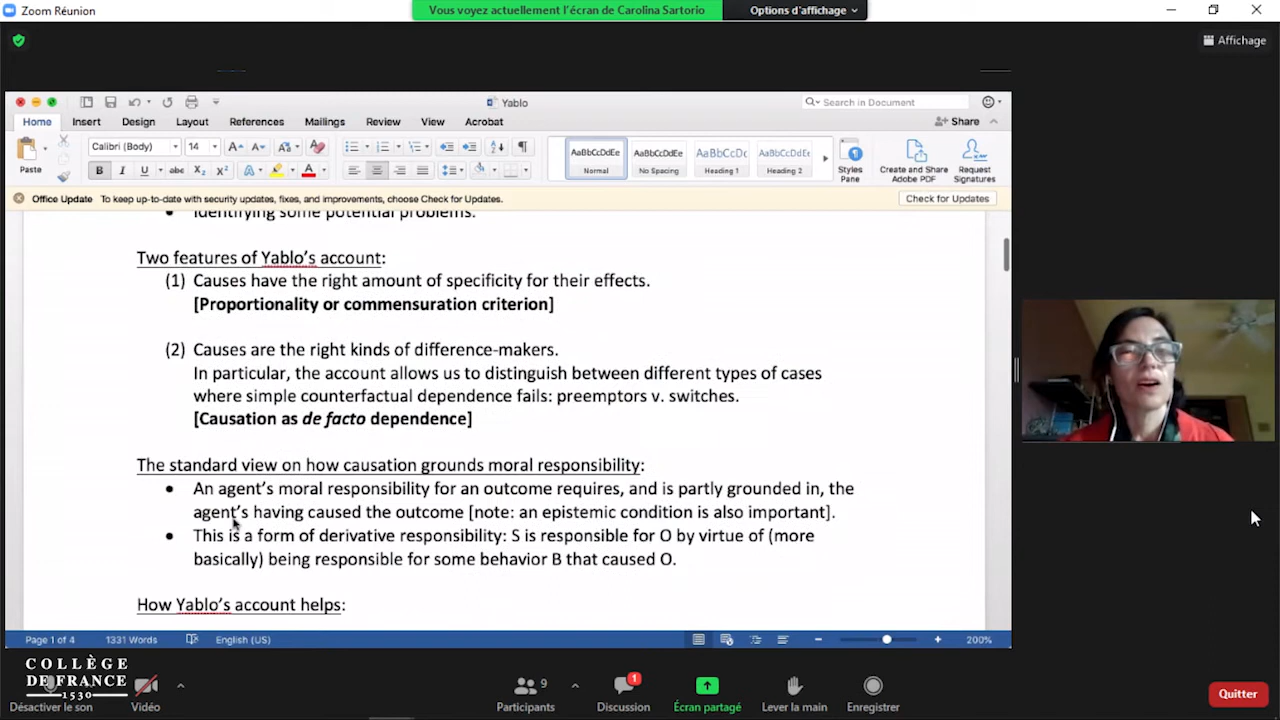 Zoom Réunion
Vous voyez actuellement l'écran de Carolina Sartorio
Options d'affichage
Affichage
Yablo
Search in Document
Home Insert Design Layout References Mailings Review View Acrobat
Share
Paste
Calibri (Body)
14
AaBbCcDdEe AaBbCcDdEe AaBbCcDc AaBbCcDdEe
Normal No Spacing Heading 1 Heading 2
Styles Pane
Create and Share Adobe PDF
Request Signatures
B I U abc X₂ X² A A
Office Update To keep up-to-date with security updates, fixes, and improvements, choose Check for Updates.
Check for Updates
• Identifying some potential problems.
Two features of Yablo's account:
(1) Causes have the right amount of specificity for their effects.
[Proportionality or commensuration criterion]
(2) Causes are the right kinds of difference-makers.
In particular, the account allows us to distinguish between different types of cases
where simple counterfactual dependence fails: preemptors v. switches.
[Causation as de facto dependence]
The standard view on how causation grounds moral responsibility:
• An agent's moral responsibility for an outcome requires, and is partly grounded in, the
agent's having caused the outcome [note: an epistemic condition is also important].
• This is a form of derivative responsibility: S is responsible for O by virtue of (more
basically) being responsible for some behavior B that caused O.
How Yablo's account helps:
Page 1 of 4
1331 Words
English (US)
200%
COLLÈGE
DE FRANCE
1530
Désactiver le son
Vidéo
9
Participants
1
Discussion
Écran partagé
Lever la main
Enregistrer
Quitter